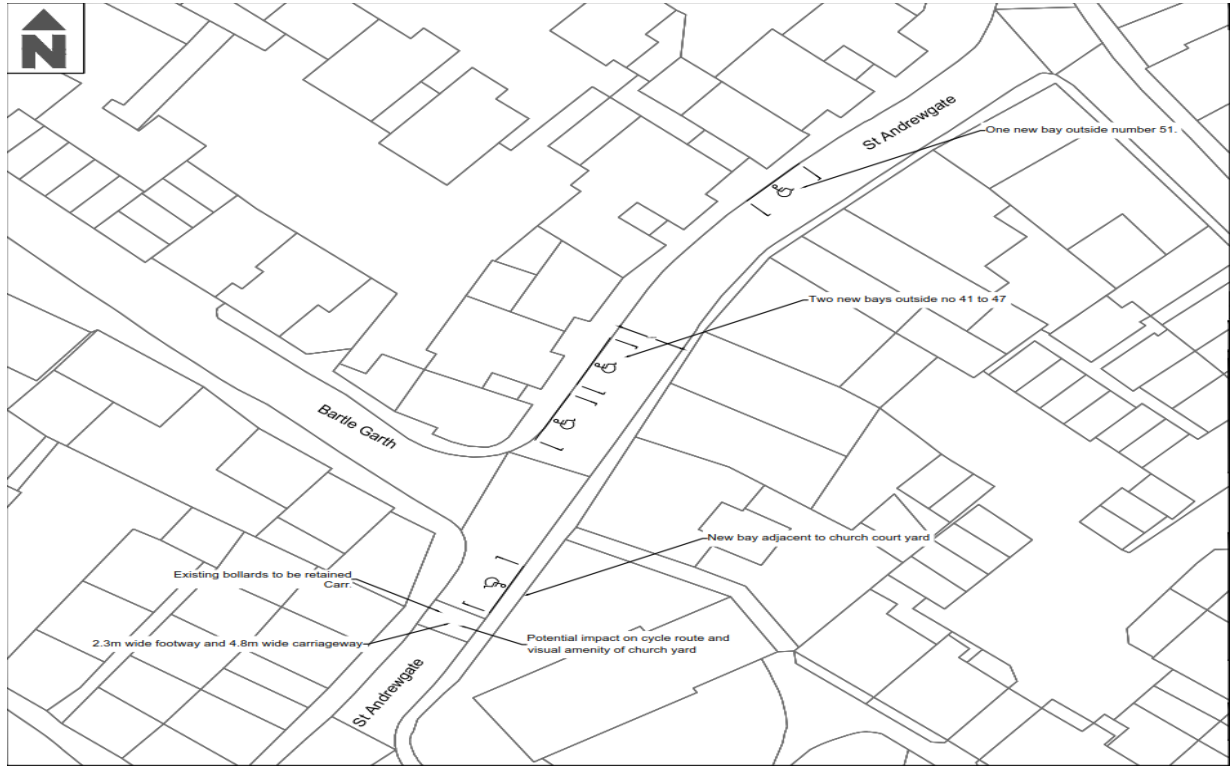 N
St Andrewgate
One new bay outside number 51.
Two new bays outside no 41 to 47
Bartle Garth
New bay adjacent to church court yard
Existing bollards to be retained
Carr.
2.3m wide footway and 4.8m wide carriageway
Potential impact on cycle route and
visual amenity of church yard
St Andrewgate